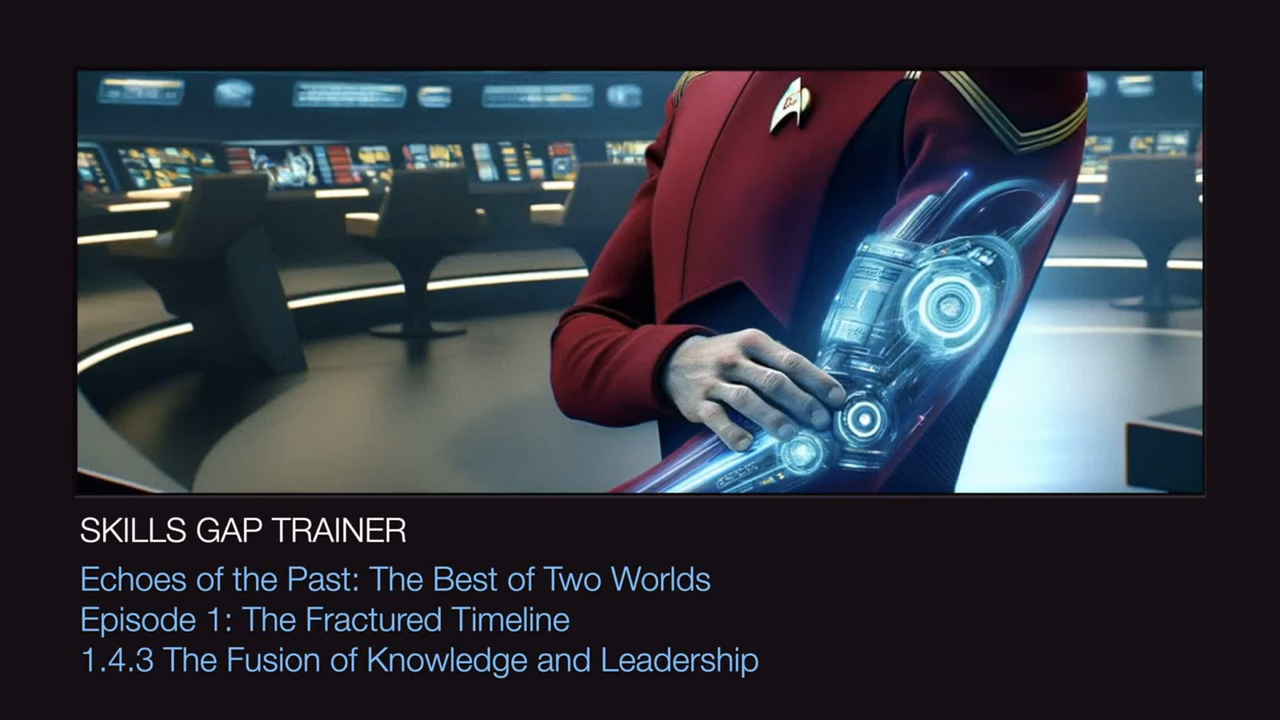 SKILLS GAP TRAINER
Echoes of the Past: The Best of Two Worlds
Episode 1: The Fractured Timeline
1.4.3 The Fusion of Knowledge and Leadership